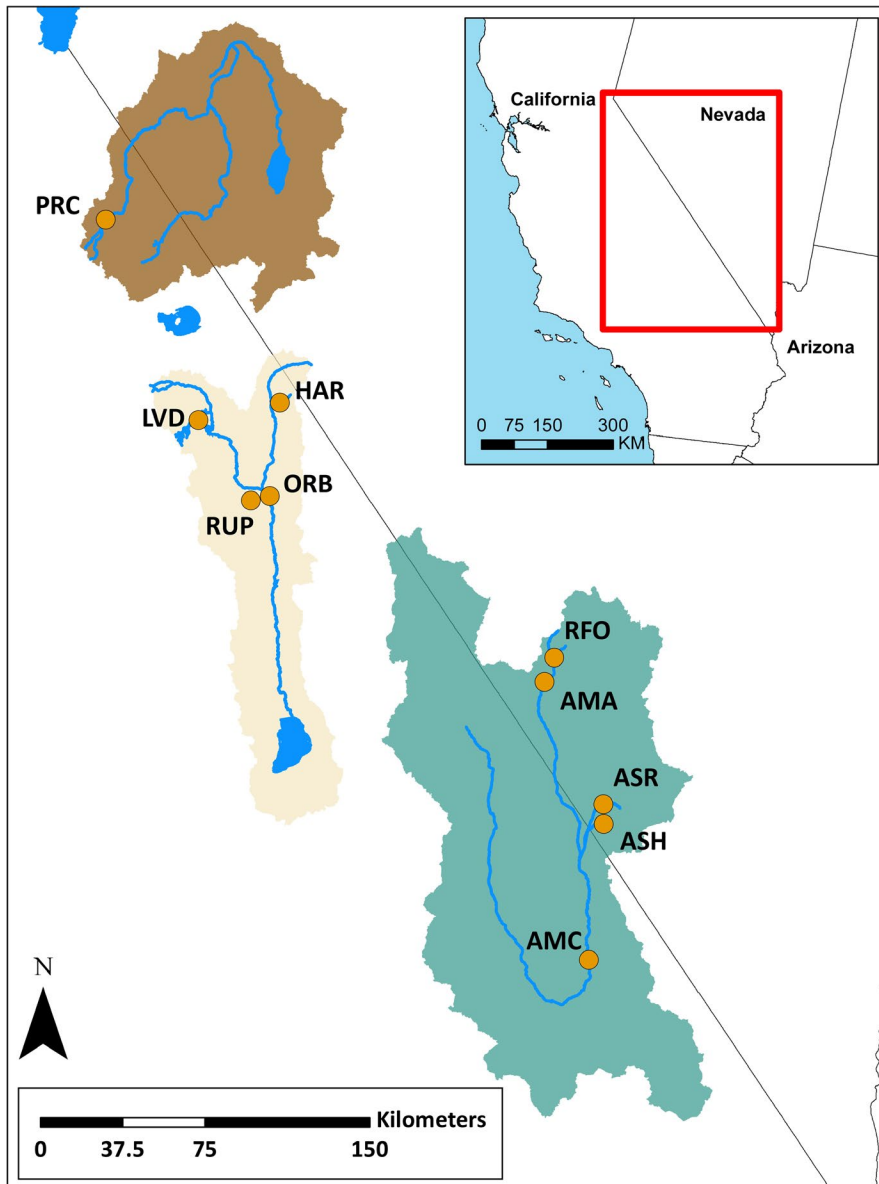 California
Nevada
PRC
Arizona
0 75 150 300
KM
HAR
LVD
ORB
RUP
RFO
AMA
ASR
ASH
AMC
N
Kilometers
0 37.5 75 150